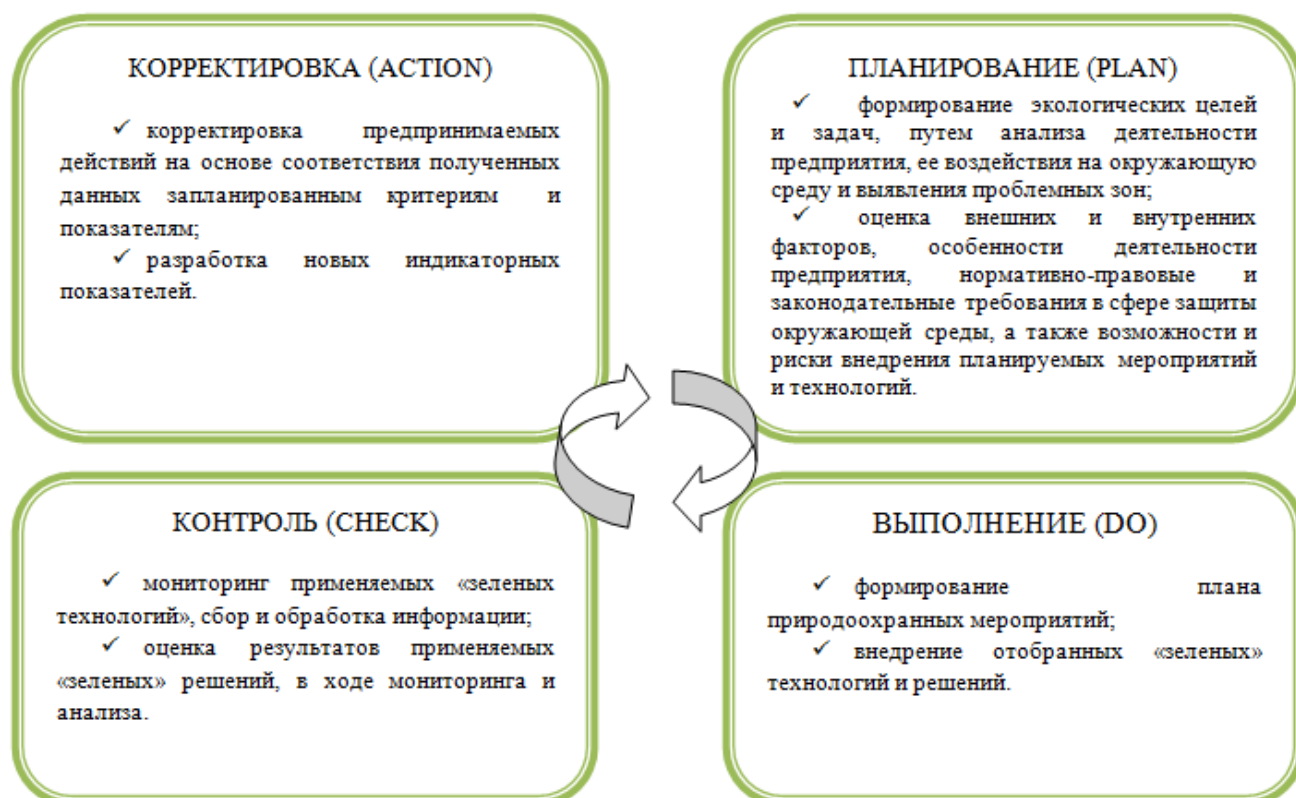 КОРРЕКТИРОВКА (ACTION)
✓ корректировка предпринимаемых
действий на основе соответствия полученных
данных запланированным критериям и
показателям;
✓ разработка новых индикаторных
показателей.
ПЛАНИРОВАНИЕ (PLAN)
✓ формирование экологических целей
и задач, путем анализа деятельности
предприятия, ее воздействия на окружающую
среду и выявления проблемных зон;
✓ оценка внешних и внутренних
факторов, особенности деятельности
предприятия, нормативно-правовые и
законодательные требования в сфере защиты
окружающей среды, а также возможности и
риски внедрения планируемых мероприятий
и технологий.
КОНТРОЛЬ (CHECK)
✓ мониторинг применяемых «зеленых
технологий», сбор и обработка информации;
✓ оценка результатов применяемых
«зеленых» решений, в ходе мониторинга и
анализа.
ВЫПОЛНЕНИЕ (DO)
✓ формирование плана
природоохранных мероприятий;
✓ внедрение отобранных «зеленых»
технологий и решений.